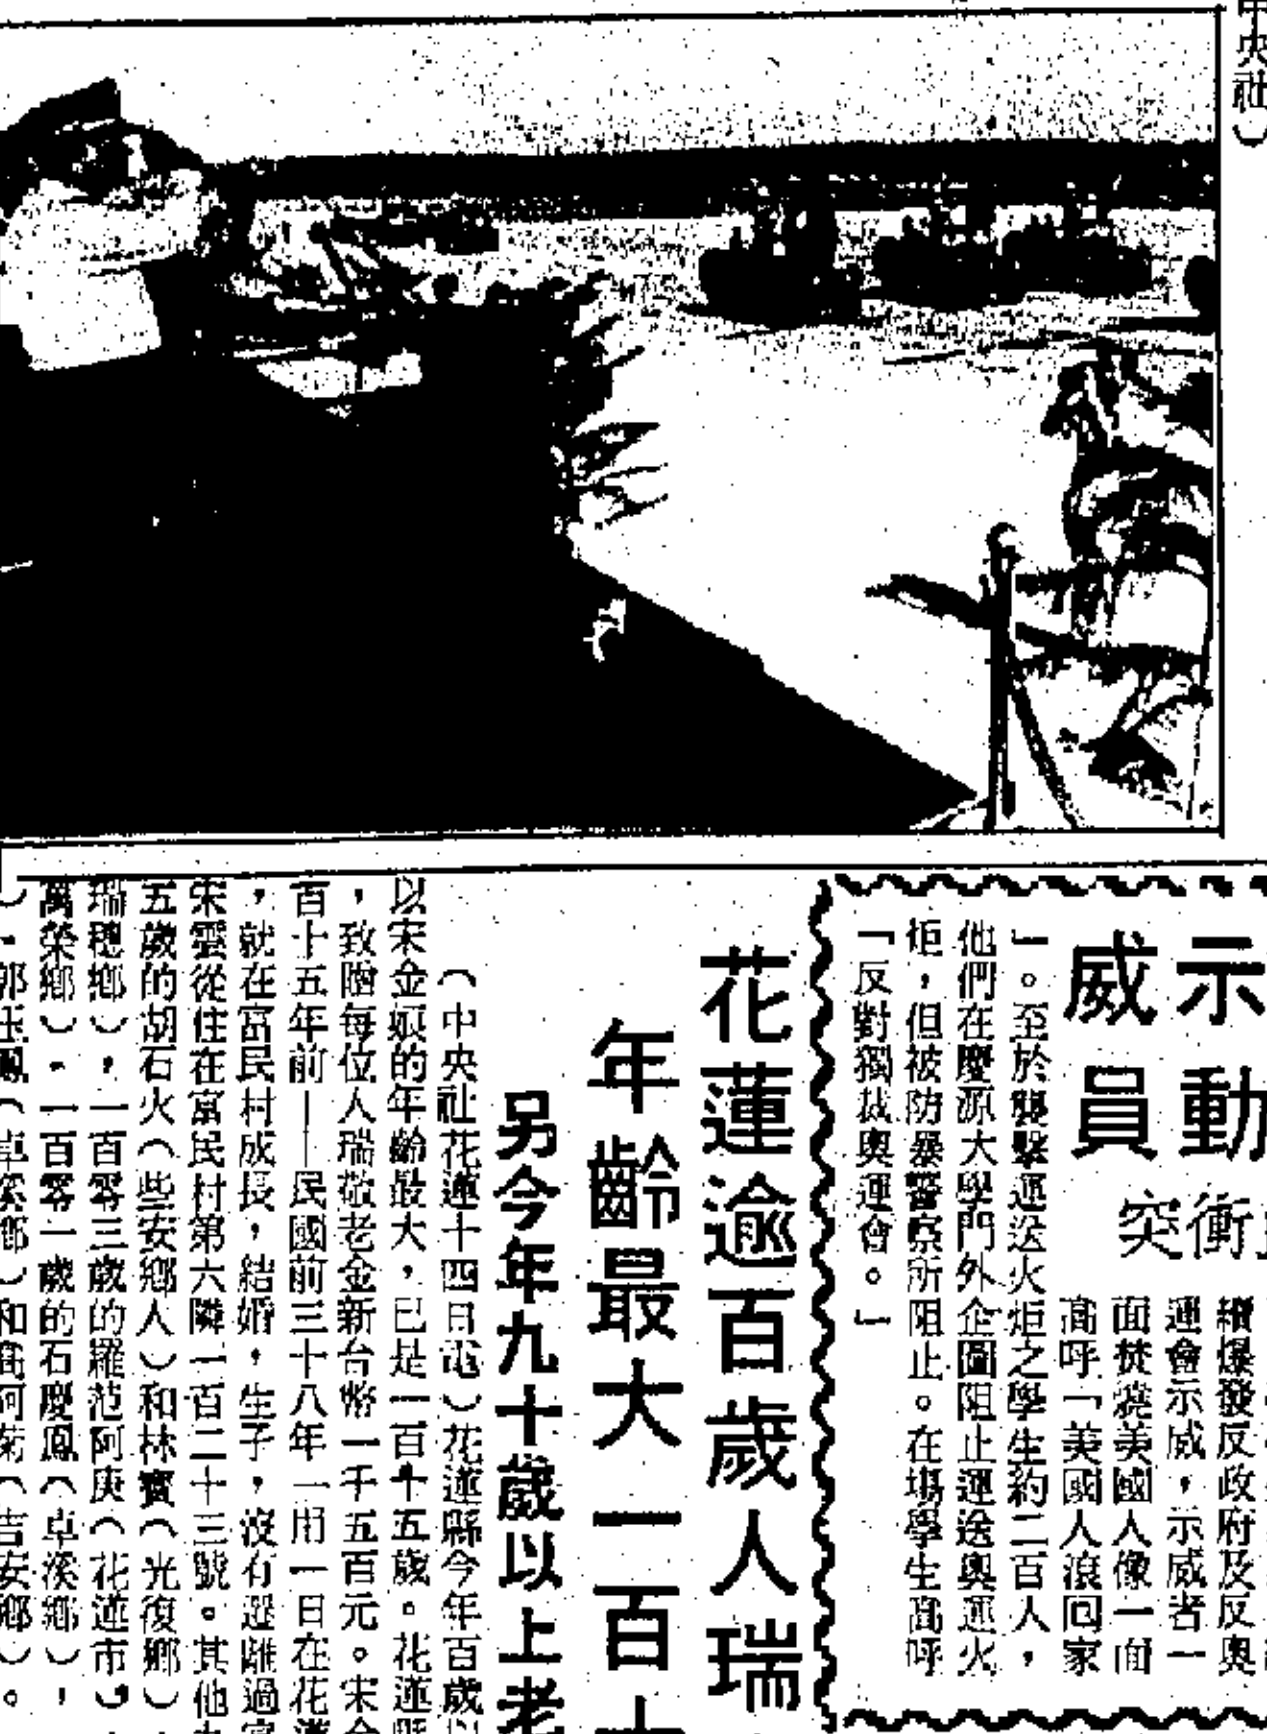 中央社）
示
動
威
員
衝
突
續爆發反政府及反奧
運會示威，示威者一
面焚燒美國人像一面
高呼「美國人滾回家
」。至於襲擊運送火炬之學生約二百人，
他們在慶源大學門外企圖阻止運送奧運火
炬，但被防暴警察所阻止。在場學生高呼
「反對獨裁奧運會。」
花蓮逾百歲人瑞
年齡最大一百十
另今年九十歲以上老
（中央社花蓮十四日電）花蓮縣今年百歲以
以宋金娘的年齡最大，已是一百十五歲。花蓮縣
，致贈每位人瑞敬老金新台幣一千五百元。宋金
百十五年前——民國前三十八年一月一日在花蓮
，就在富民村成長，結婚，生子，沒有遷離過富
宋雲從住在富民村第六隣一百二十三號。其他
五歲的胡石火（些安鄉人）和林寶（光復鄉）
瑞穗鄉），一百零三歲的羅范阿庚（花蓮市）
萬榮鄉），一百零一歲的石慶鳳（卓溪鄉），
），郭玉鳳（卓溪鄉）和高阿菊（吉安鄉）。